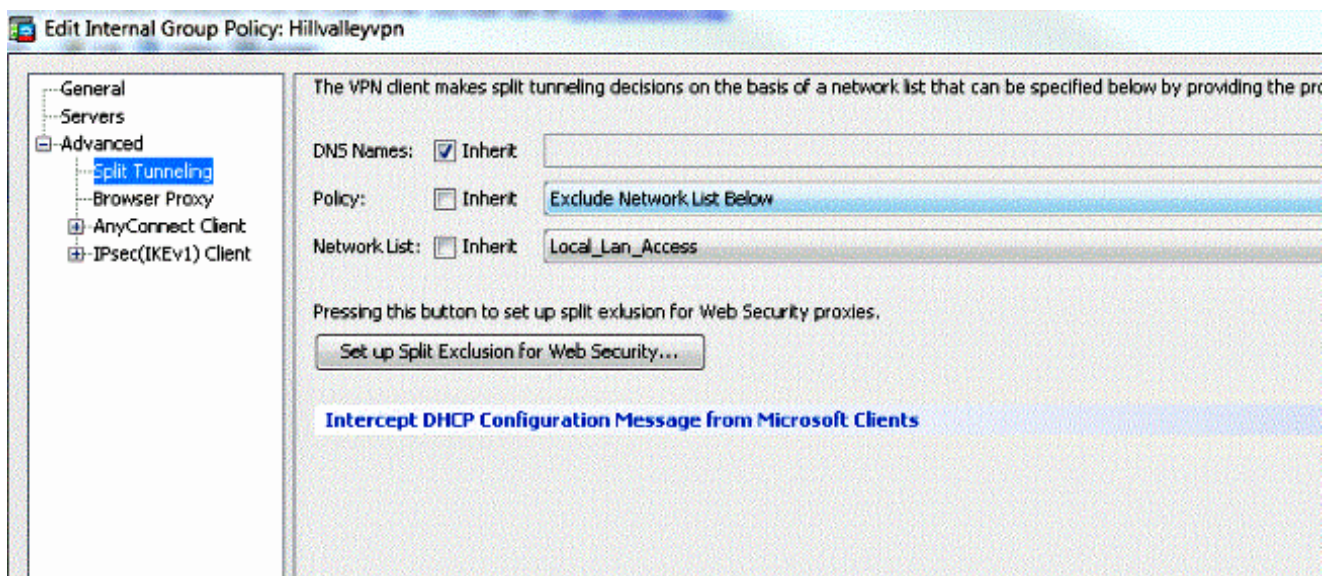 Edit Internal Group Policy: Hillvalleyvpn
General
Servers
Advanced
Split Tunneling
Browser Proxy
AnyConnect Client
IPsec(IKEv1) Client
The VPN client makes split tunneling decisions on the basis of a network list that can be specified below by providing the pro
DNS Names: Inherit
Policy: Inherit Exclude Network List Below
Network List: Inherit Local_Lan_Access
Pressing this button to set up split exlusion for Web Security proxies.
Set up Split Exclusion for Web Security...
Intercept DHCP Configuration Message from Microsoft Clients